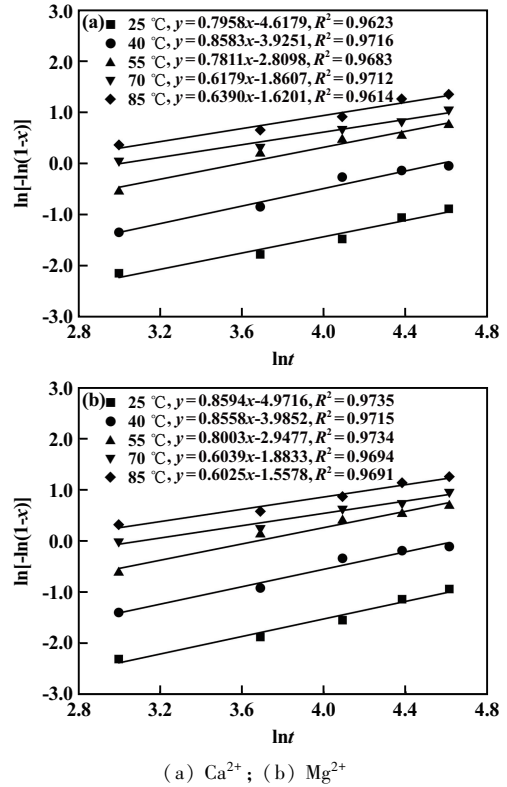 (a)
■ 25 ℃, y=0.7958x-4.6179, R²=0.9623
● 40 ℃, y=0.8583x-3.9251, R²=0.9716
▲ 55 ℃, y=0.7811x-2.8098, R²=0.9683
▼ 70 ℃, y=0.6179x-1.8607, R²=0.9712
◆ 85 ℃, y=0.6390x-1.6201, R²=0.9614
3.0
2.0
1.0
0.0
-1.0
-2.0
-3.0
ln[-ln(1-x)]
2.8 3.2 3.6 4.0 4.4 4.8
lnt
(b)
■ 25 ℃, y=0.8594x-4.9716, R²=0.9735
● 40 ℃, y=0.8558x-3.9852, R²=0.9715
▲ 55 ℃, y=0.8003x-2.9477, R²=0.9734
▼ 70 ℃, y=0.6039x-1.8833, R²=0.9694
◆ 85 ℃, y=0.6025x-1.5578, R²=0.9691
3.0
2.0
1.0
0.0
-1.0
-2.0
-3.0
ln[-ln(1-x)]
2.8 3.2 3.6 4.0 4.4 4.8
lnt
(a) Ca²⁺; (b) Mg²⁺